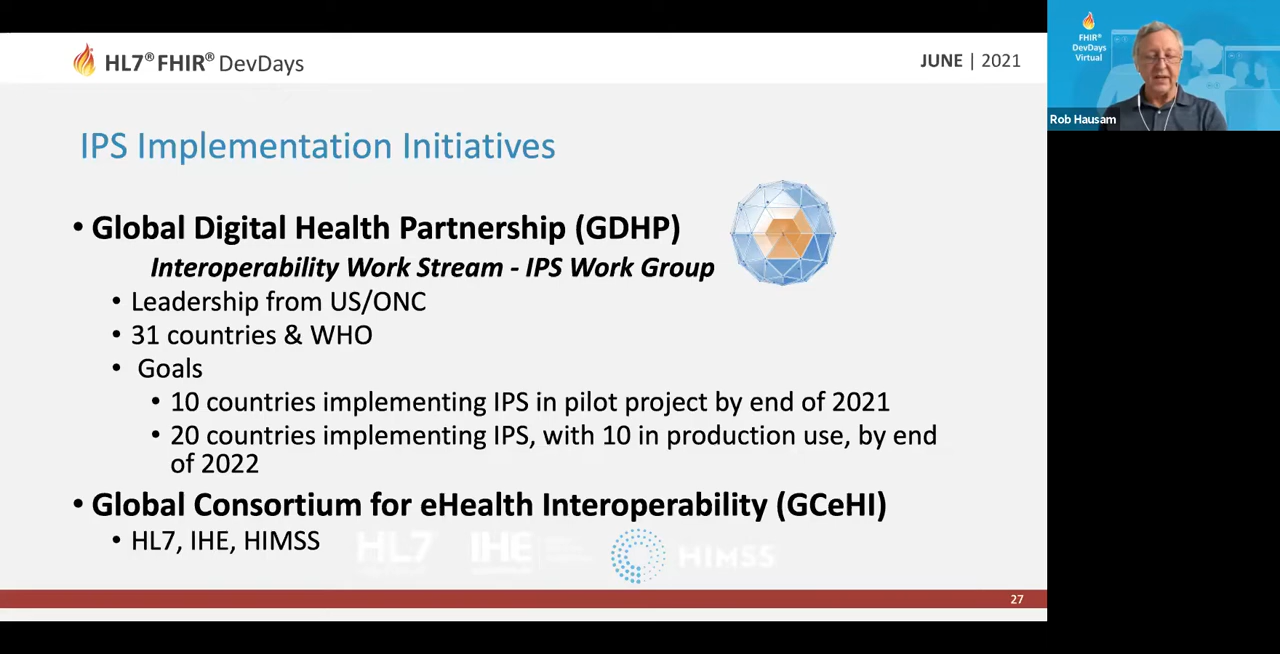 HL7® FHIR® DevDays
JUNE | 2021
FHIR®
DevDays
Virtual
Rob Hausam
IPS Implementation Initiatives
• Global Digital Health Partnership (GDHP)
Interoperability Work Stream - IPS Work Group
• Leadership from US/ONC
• 31 countries & WHO
• Goals
• 10 countries implementing IPS in pilot project by end of 2021
• 20 countries implementing IPS, with 10 in production use, by end
of 2022
• Global Consortium for eHealth Interoperability (GCeHI)
• HL7, IHE, HIMSS
HL7® IHE HIMSS
27